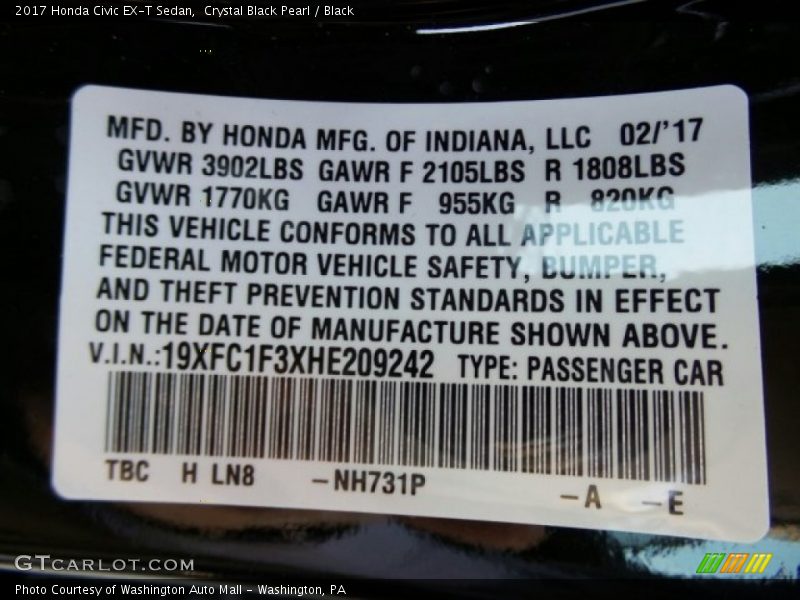 2017 Honda Civic EX-T Sedan, Crystal Black Pearl / Black
MFD. BY HONDA MFG. OF INDIANA, LLC 02/'17
GVWR 3902LBS GAWR F 2105LBS R 1808LBS
GVWR 1770KG GAWR F 955KG R 820KG
THIS VEHICLE CONFORMS TO ALL APPLICABLE
FEDERAL MOTOR VEHICLE SAFETY, BUMPER,
AND THEFT PREVENTION STANDARDS IN EFFECT
ON THE DATE OF MANUFACTURE SHOWN ABOVE.
V.I.N.:19XFC1F3XHE209242 TYPE: PASSENGER CAR
TBC H LN8 -NH731P -A -E
GTCARLOT.COM
Photo Courtesy of Washington Auto Mall - Washington, PA